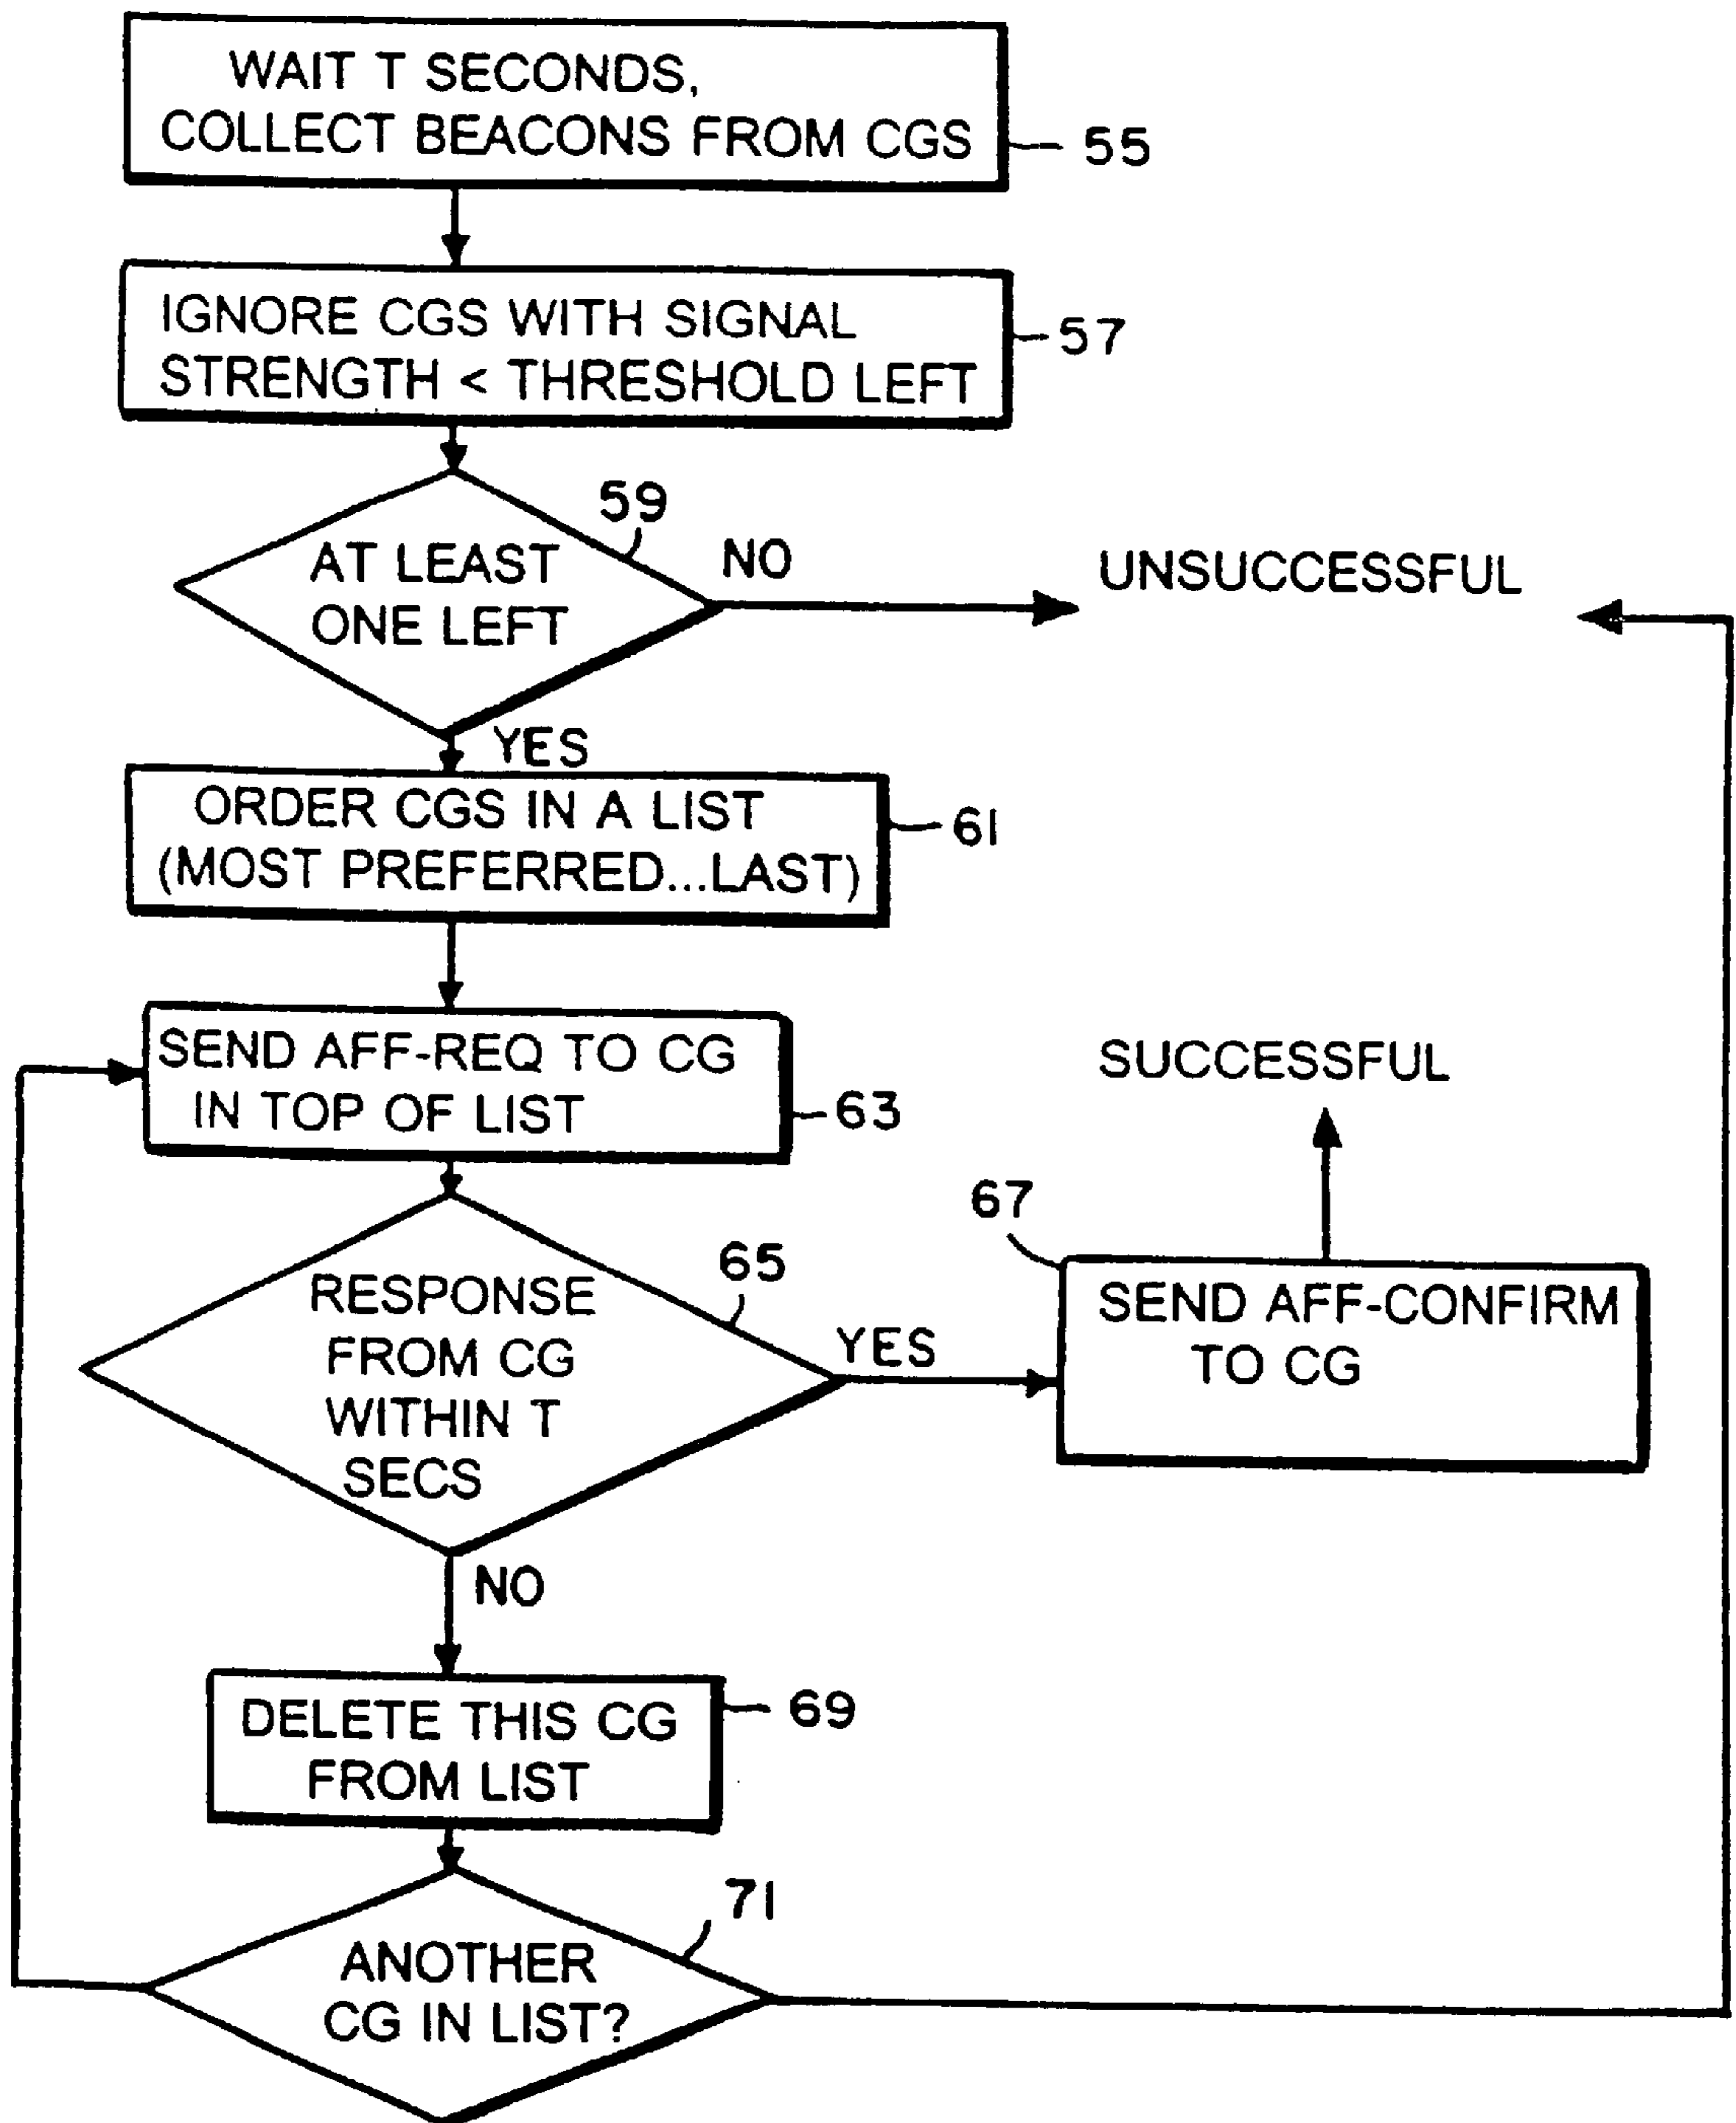 WAIT T SECONDS,
COLLECT BEACONS FROM CGS
55
IGNORE CGS WITH SIGNAL
STRENGTH < THRESHOLD LEFT
57
59
AT LEAST
ONE LEFT
NO
UNSUCCESSFUL
YES
ORDER CGS IN A LIST
(MOST PREFERRED...LAST)
61
SEND AFF-REQ TO CG
IN TOP OF LIST
63
SUCCESSFUL
65
RESPONSE
FROM CG
WITHIN T
SECS
YES
67
SEND AFF-CONFIRM
TO CG
NO
DELETE THIS CG
FROM LIST
69
71
ANOTHER
CG IN LIST?